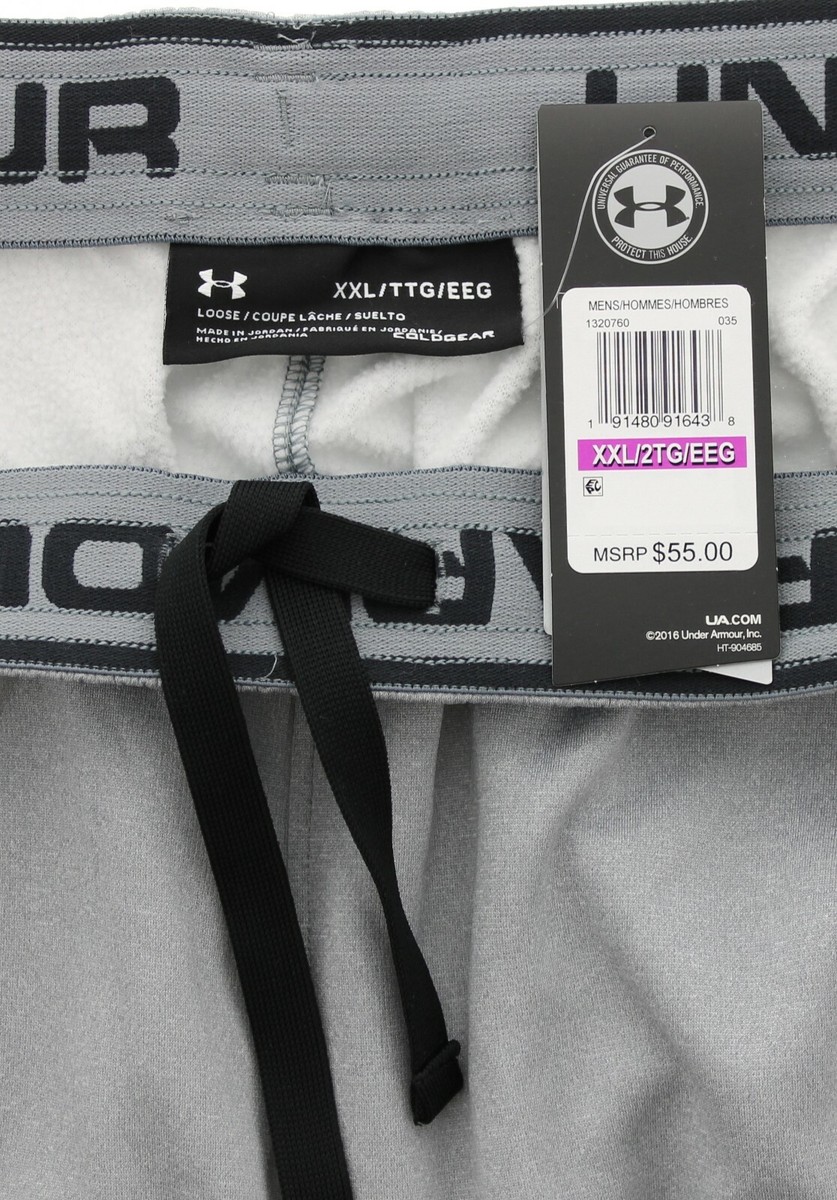 UR
UN
UNIVERSAL GUARANTEE OF PERFORMANCE.
PROTECT THIS HOUSE
XXL/TTG/EEG
LOOSE / COUPE LÂCHE / SUELTO
MADE IN JORDAN / FABRIQUÉ EN JORDANIE/
HECHO EN JORDANIA
COLDGEAR
MENS/HOMMES/HOMBRES
1320760 035
1 91480 91643 8
XXL/2TG/EEG
MSRP $55.00
UA.COM
©2016 Under Armour, Inc.
HT-904685